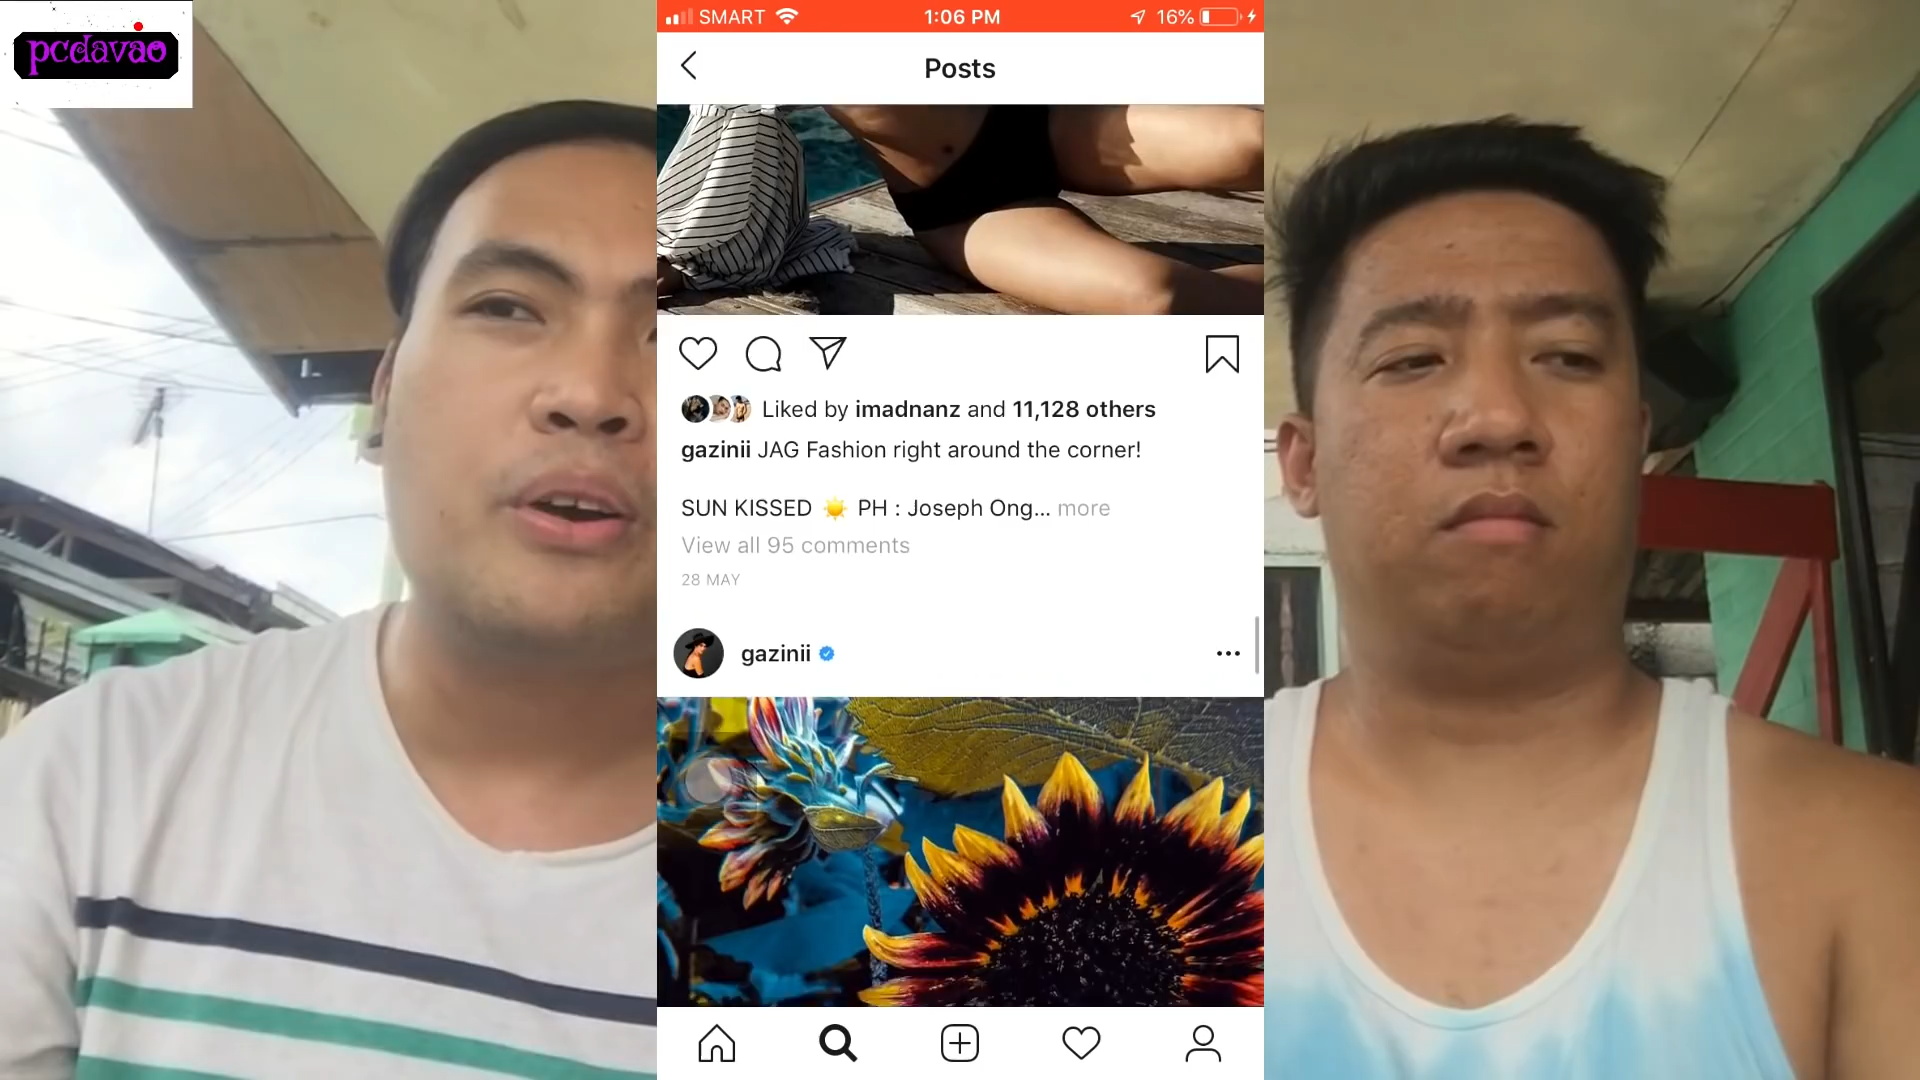 pcdavao
SMART 1:06 PM 16%
Posts
Liked by imadnanz and 11,128 others
gazinii JAG Fashion right around the corner!
SUN KISSED ☀️ PH : Joseph Ong... more
View all 95 comments
28 MAY
gazinii